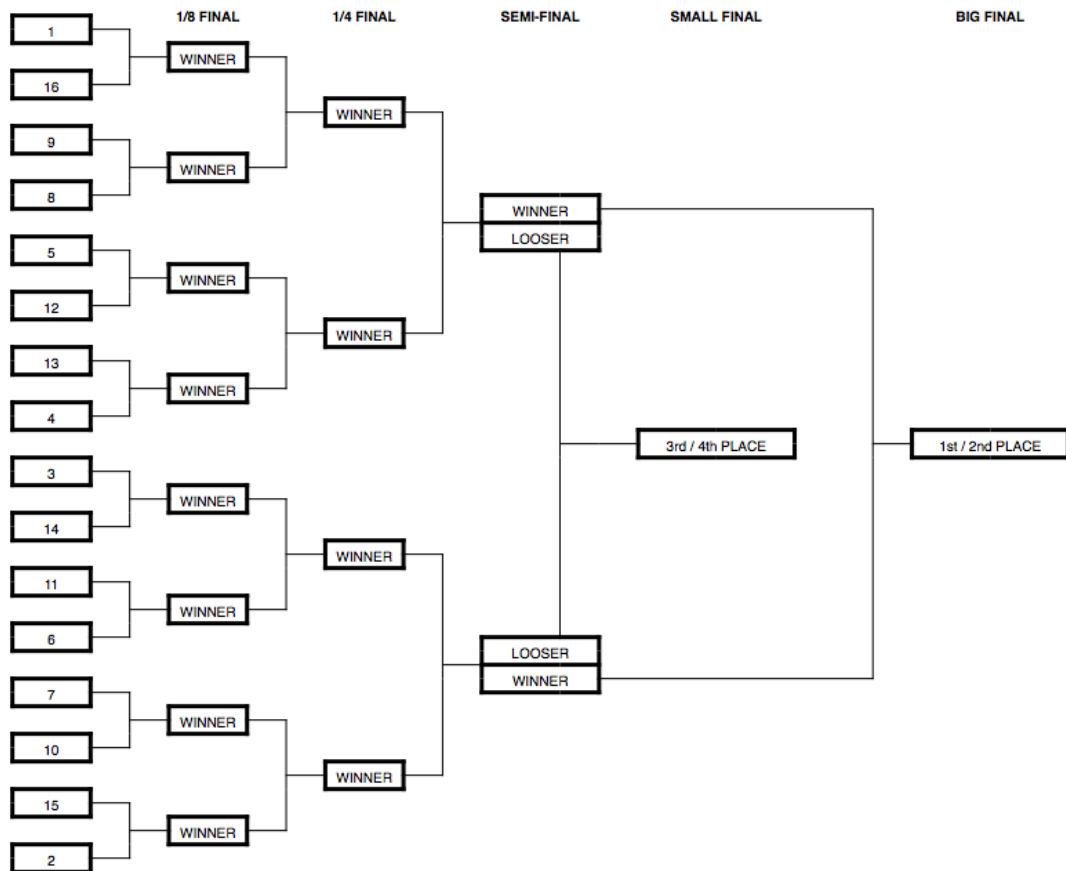 1/8 FINAL 1/4 FINAL SEMI-FINAL SMALL FINAL BIG FINAL
1
WINNER
16
WINNER
9
WINNER
8
WINNER
LOOSER
5
WINNER
12
WINNER
13
WINNER
4
3rd / 4th PLACE 1st / 2nd PLACE
3
WINNER
14
WINNER
11
WINNER
6
LOOSER
WINNER
7
WINNER
10
WINNER
15
WINNER
2